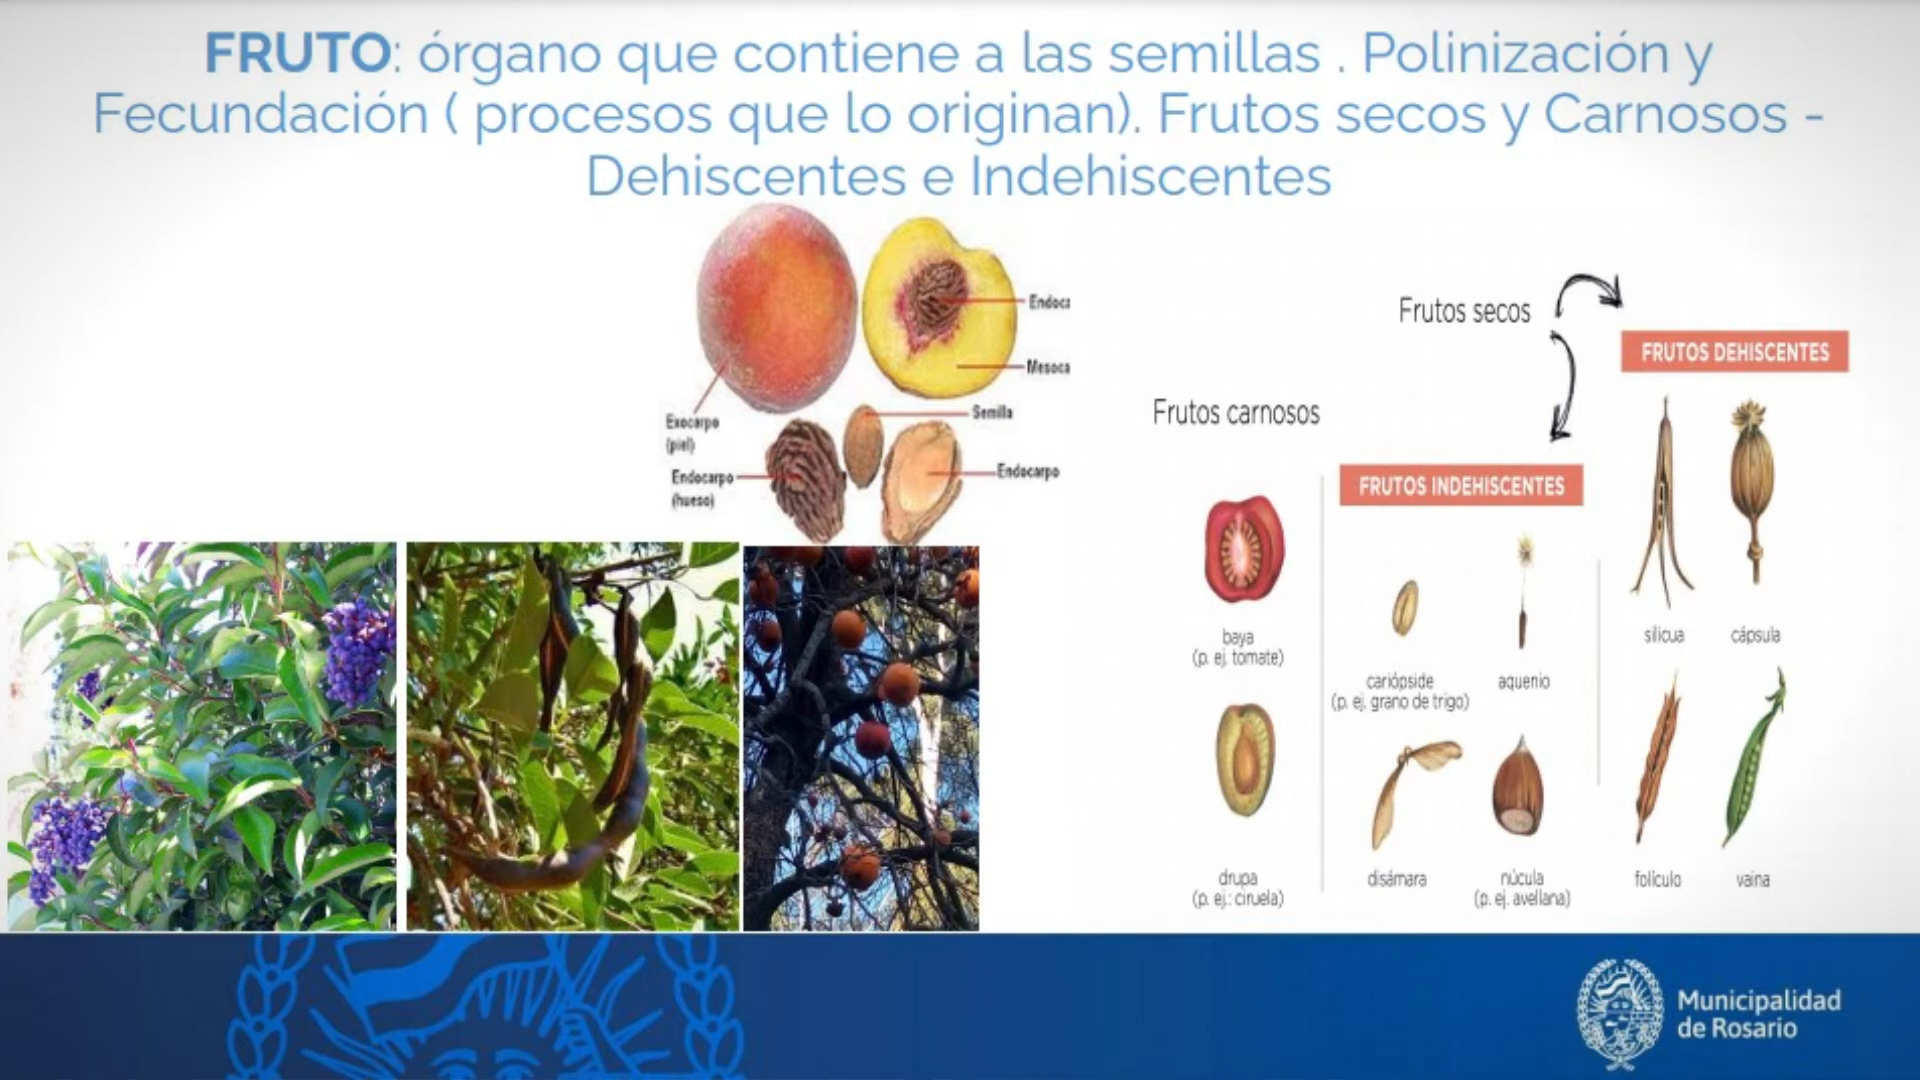 FRUTO: órgano que contiene a las semillas . Polinización y
Fecundación ( procesos que lo originan). Frutos secos y Carnosos -
Dehiscentes e Indehiscentes
Endoca
Mesoca
Semilla
Exocarpo
(piel)
Endocarpo
(hueso)
Endocarpo
Frutos secos
FRUTOS DEHISCENTES
Frutos carnosos
FRUTOS INDEHISCENTES
silicua
cápsula
baya
(p. ej. tomate)
cariópside
(p. ej. grano de trigo)
aquenio
drupa
(p. ej.: ciruela)
disámara
núcula
(p. ej. avellana)
folículo
vaina
Municipalidad
de Rosario